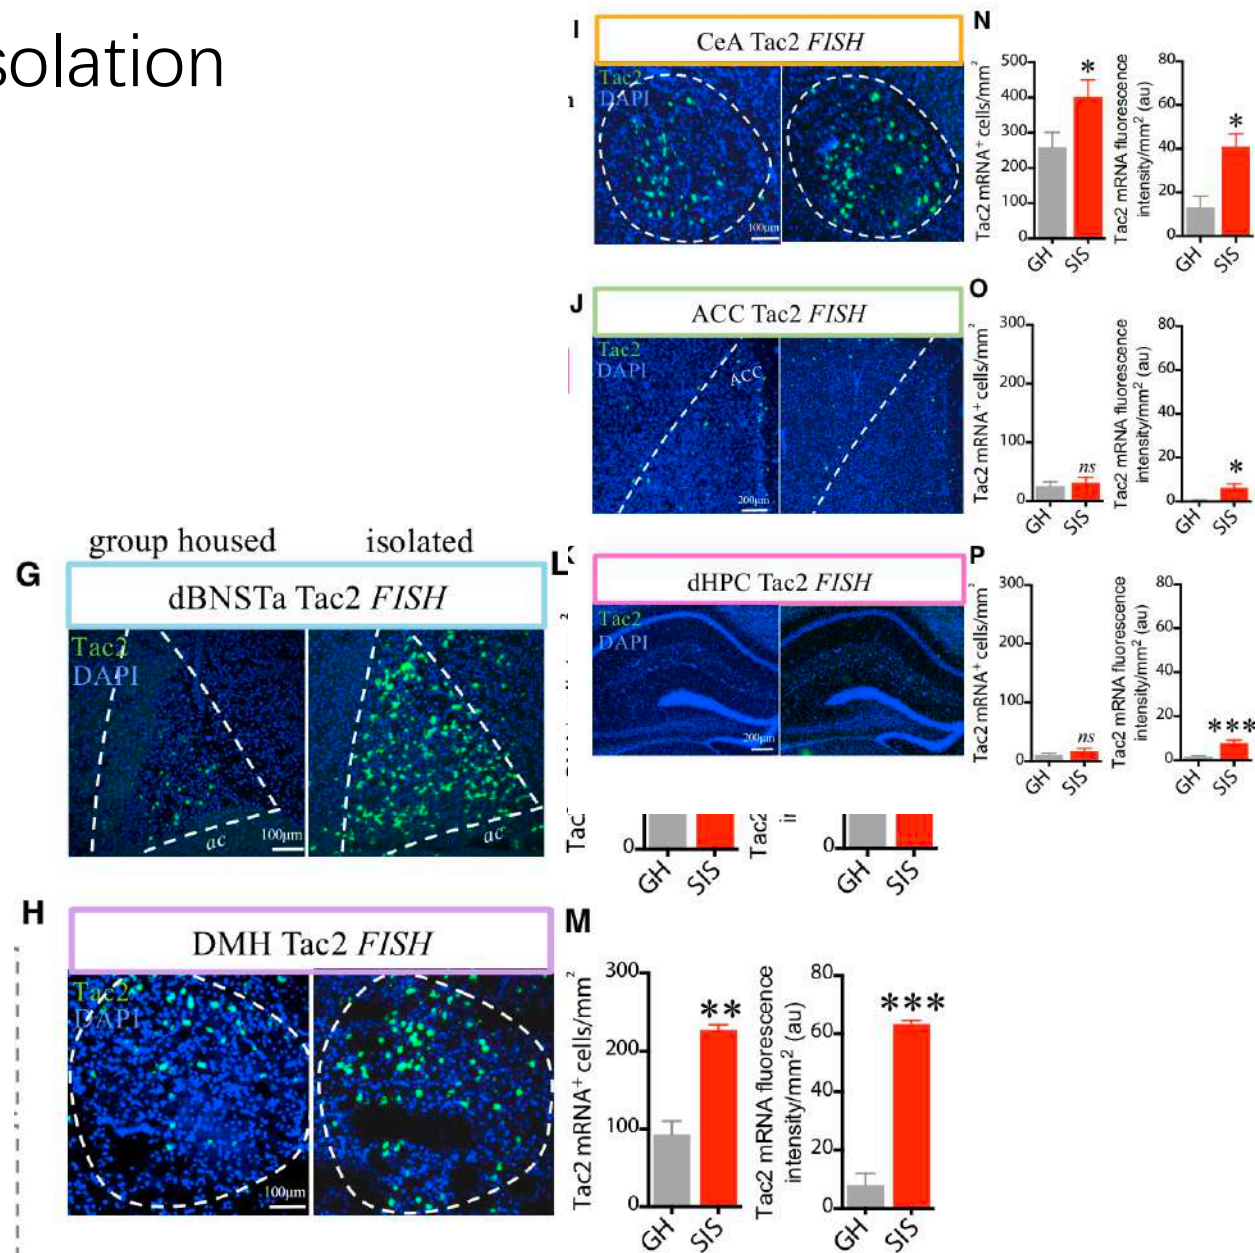 solation
I
CeA Tac2 FISH
Tac2
DAPI
100µm
N
Tac2 mRNA⁺ cells/mm²
500
400
300
200
100
0
*
GH
SIS
Tac2 mRNA fluorescence
intensity/mm² (au)
80
60
40
20
0
*
GH
SIS
J
ACC Tac2 FISH
Tac2
DAPI
ACC
200µm
O
Tac2 mRNA⁺ cells/mm²
300
200
100
0
ns
GH
SIS
Tac2 mRNA fluorescence
intensity/mm² (au)
80
60
40
20
0
*
GH
SIS
group housed
isolated
G
dBNSTa Tac2 FISH
Tac2
DAPI
ac
100µm
ac
L
dHPC Tac2 FISH
Tac2
DAPI
200µm
P
Tac2 mRNA⁺ cells/mm²
300
200
100
0
ns
GH
SIS
Tac2 mRNA fluorescence
intensity/mm² (au)
80
60
40
20
0
***
GH
SIS
Tac
0
GH
SIS
Tac2
0
GH
SIS
H
DMH Tac2 FISH
Tac2
DAPI
100µm
M
Tac2 mRNA⁺ cells/mm²
300
200
100
0
**
GH
SIS
Tac2 mRNA fluorescence
intensity/mm² (au)
80
60
40
20
0
***
GH
SIS